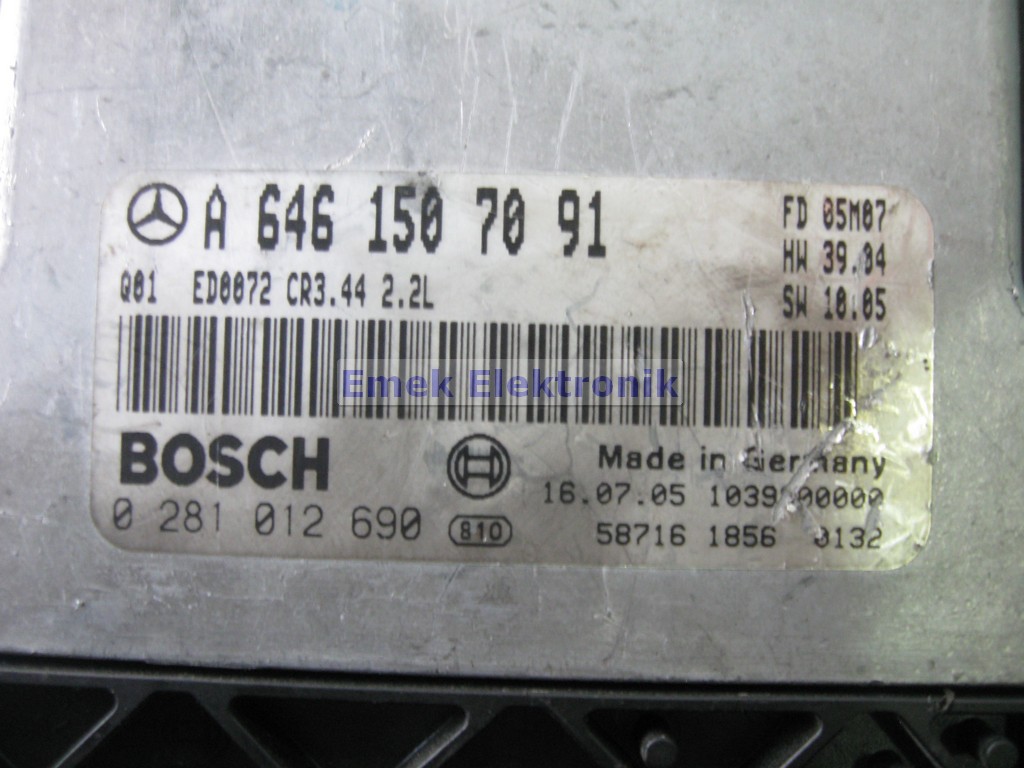 A 646 150 70 91
FD 05M07
HW 39.04
Q01 ED0072 CR3.44 2.2L
SW 10.05
Emek Elektronik
BOSCH
Made in Germany
16.07.05
0 281 012 690
810
58716 1856 0132